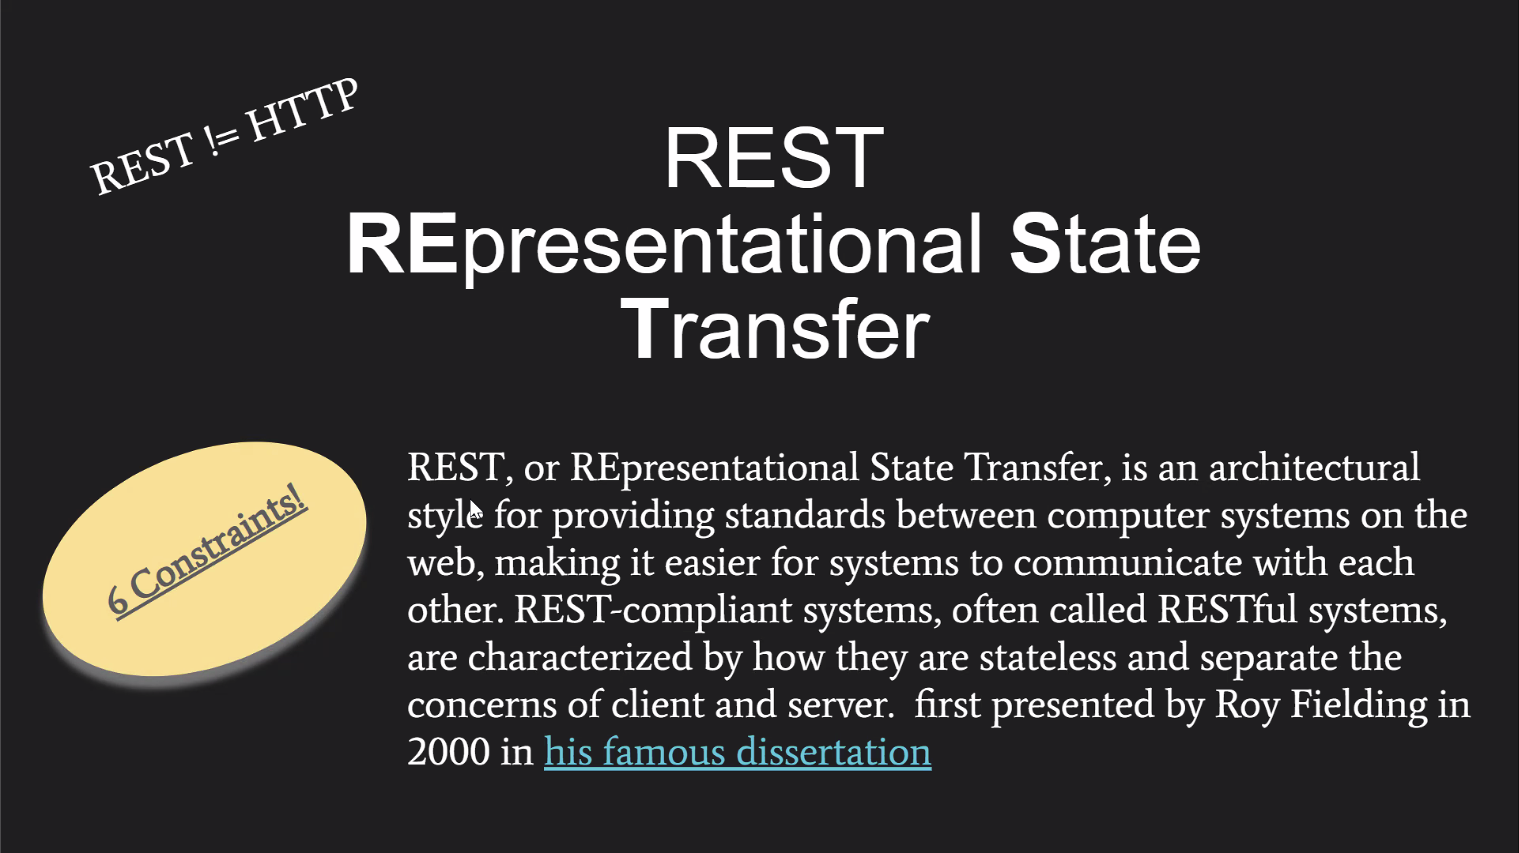 REST != HTTP
REST
REpresentational State
Transfer
6 Constraints!
REST, or REpresentational State Transfer, is an architectural
style for providing standards between computer systems on the
web, making it easier for systems to communicate with each
other. REST-compliant systems, often called RESTful systems,
are characterized by how they are stateless and separate the
concerns of client and server.  first presented by Roy Fielding in
2000 in his famous dissertation